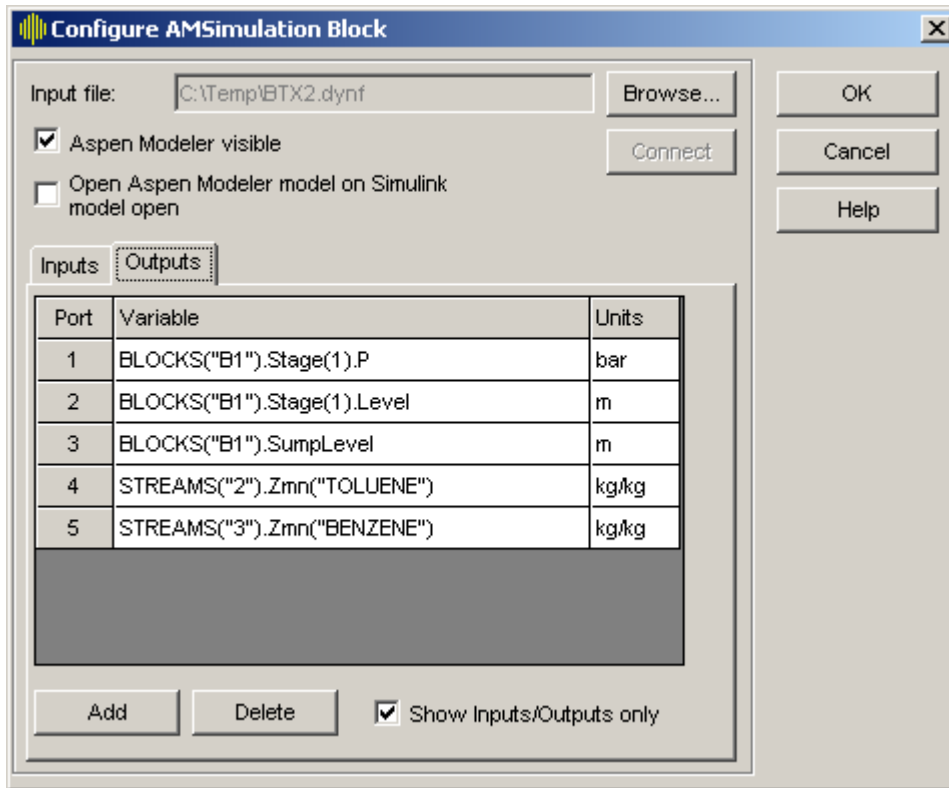 Configure AMSimulation Block
Input file: C:\Temp\BTX2.dynf Browse... OK
Aspen Modeler visible Connect Cancel
Open Aspen Modeler model on Simulink
model open
Help
Inputs Outputs
Port Variable Units
1 BLOCKS("B1").Stage(1).P bar
2 BLOCKS("B1").Stage(1).Level m
3 BLOCKS("B1").SumpLevel m
4 STREAMS("2").Zmn("TOLUENE") kg/kg
5 STREAMS("3").Zmn("BENZENE") kg/kg
Add Delete Show Inputs/Outputs only